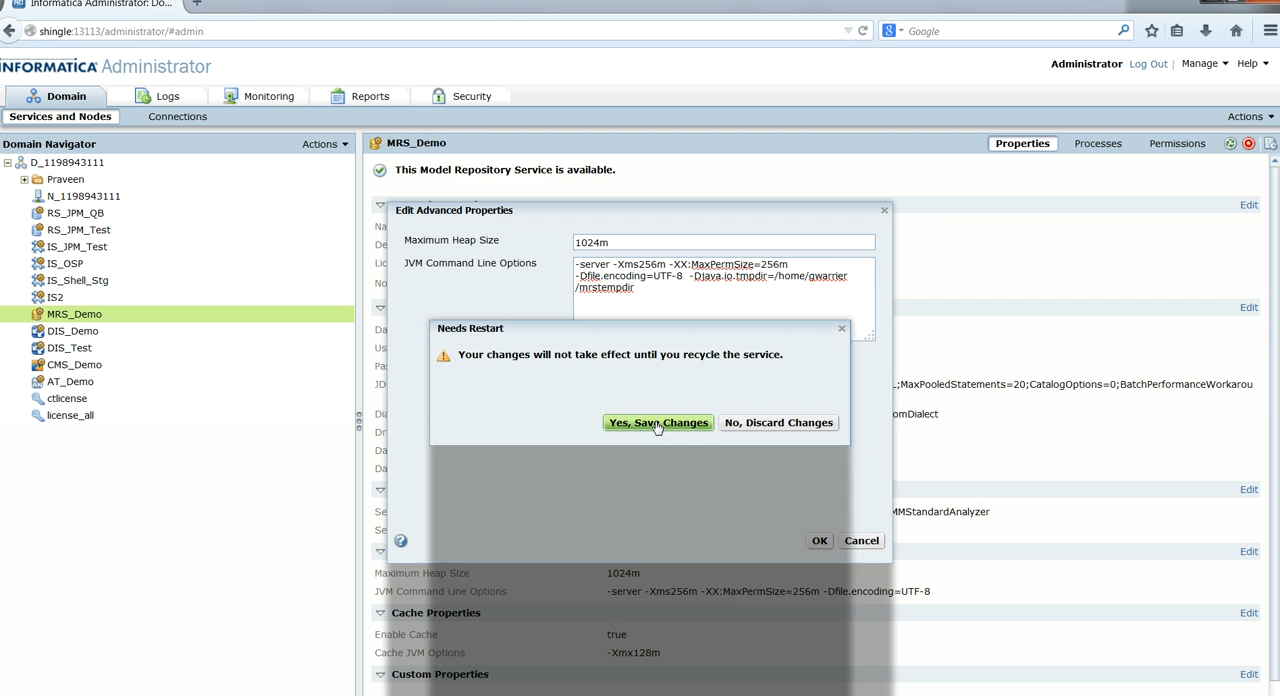 Informatica Administrator: Do...
shingle:13113/administrator/#admin
Google
INFORMATICA Administrator
Administrator Log Out | Manage Help
Domain Logs Monitoring Reports Security
Services and Nodes Connections Actions
Domain Navigator Actions
MRS_Demo Properties Processes Permissions
D_1198943111
Praveen
N_1198943111
RS_JPM_QB
RS_JPM_Test
IS_JPM_Test
IS_OSP
IS_Shell_Stg
IS2
MRS_Demo
DIS_Demo
DIS_Test
CMS_Demo
AT_Demo
ctlicense
license_all
This Model Repository Service is available.
Edit
Edit Advanced Properties
Maximum Heap Size 1024m
JVM Command Line Options -server -Xms256m -XX:MaxPermSize=256m
-Dfile.encoding=UTF-8 -Djava.io.tmpdir=/home/gwarrier
/mrstempdir
Edit
Needs Restart
Your changes will not take effect until you recycle the service.
Yes, Save Changes No, Discard Changes
;MaxPooledStatements=20;CatalogOptions=0;BatchPerformanceWorkarou
omDialect
Edit
MMStandardAnalyzer
OK Cancel
Edit
Maximum Heap Size 1024m
JVM Command Line Options -server -Xms256m -XX:MaxPermSize=256m -Dfile.encoding=UTF-8
Cache Properties Edit
Enable Cache true
Cache JVM Options -Xmx128m
Custom Properties Edit